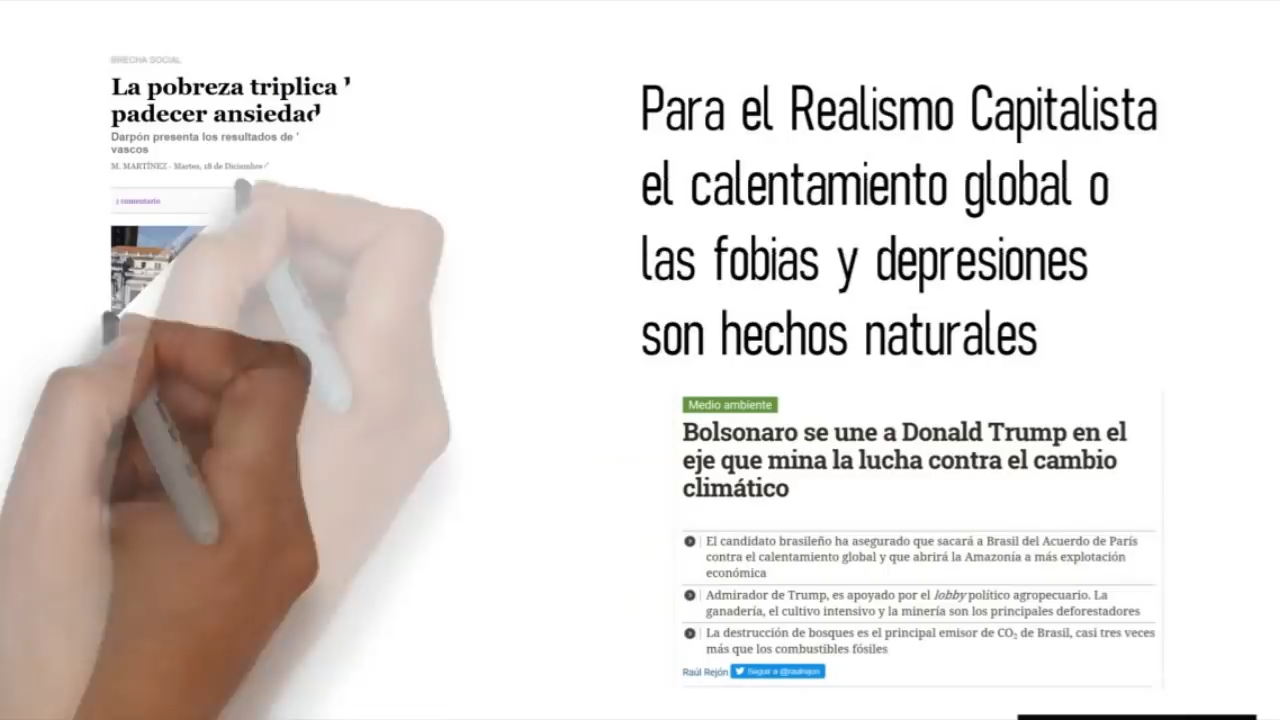 BRECHA SOCIAL
La pobreza triplica
padecer ansiedad
Darpón presenta los resultados de
vascos
M. MARTÍNEZ - Martes, 18 de Diciembre
1 comentario
Para el Realismo Capitalista
el calentamiento global o
las fobias y depresiones
son hechos naturales
Medio ambiente
Bolsonaro se une a Donald Trump en el
eje que mina la lucha contra el cambio
climático
El candidato brasileño ha asegurado que sacará a Brasil del Acuerdo de París
contra el calentamiento global y que abrirá la Amazonía a más explotación
económica
Admirador de Trump, es apoyado por el lobby político agropecuario. La
ganadería, el cultivo intensivo y la minería son los principales deforestadores
La destrucción de bosques es el principal emisor de CO₂ de Brasil, casi tres veces
más que los combustibles fósiles
Raúl Rejón Seguir a @raulrejon